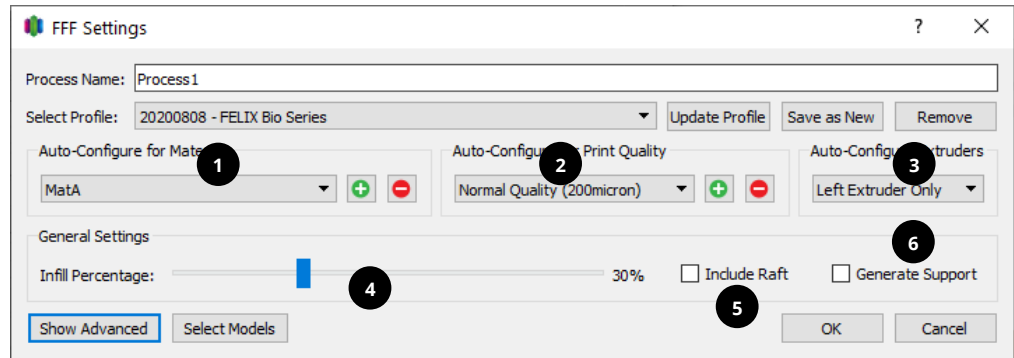 FFF Settings ? ×
Process Name: Process1
Select Profile: 20200808 - FELIX Bio Series Update Profile Save as New Remove
Auto-Configure for Mate 1 Auto-Configu 2 r Print Quality Auto-Config 3 xtruders
MatA Normal Quality (200micron) Left Extruder Only
General Settings 6
Infill Percentage: 30% Include Raft Generate Support
4 5
Show Advanced Select Models OK Cancel